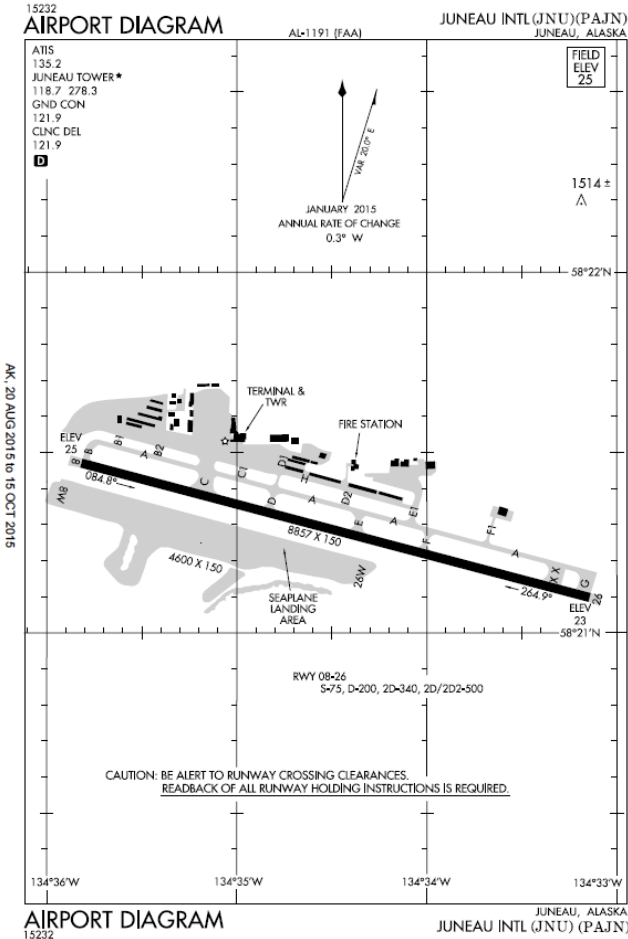 15232
AIRPORT DIAGRAM
AL-1191 (FAA)
JUNEAU INTL (JNU) (PAJN)
JUNEAU, ALASKA
ATIS
135.2
JUNEAU TOWER★
118.7 278.3
GND CON
121.9
CLNC DEL
121.9
D
FIELD
ELEV
25
VAR 20.0° E
JANUARY 2015
ANNUAL RATE OF CHANGE
0.3° W
1514 ±
58°22'N
AK, 20 AUG 2015 to 15 OCT 2015
TERMINAL &
TWR
FIRE STATION
ELEV
25
8
B
B1
A
B2
C
C1
D
D1
H
A
D2
E
A
E1
F
F1
A
X X
G
26
084.8°
8857 X 150
264.9°
8W
4600 X 150
26W
SEAPLANE
LANDING
AREA
ELEV
23
58°21'N
RWY 08-26
S-75, D-200, 2D-340, 2D/2D2-500
CAUTION: BE ALERT TO RUNWAY CROSSING CLEARANCES.
READBACK OF ALL RUNWAY HOLDING INSTRUCTIONS IS REQUIRED.
134°36'W
134°35'W
134°34'W
134°33'W
AIRPORT DIAGRAM
15232
JUNEAU, ALASKA
JUNEAU INTL (JNU) (PAJN)